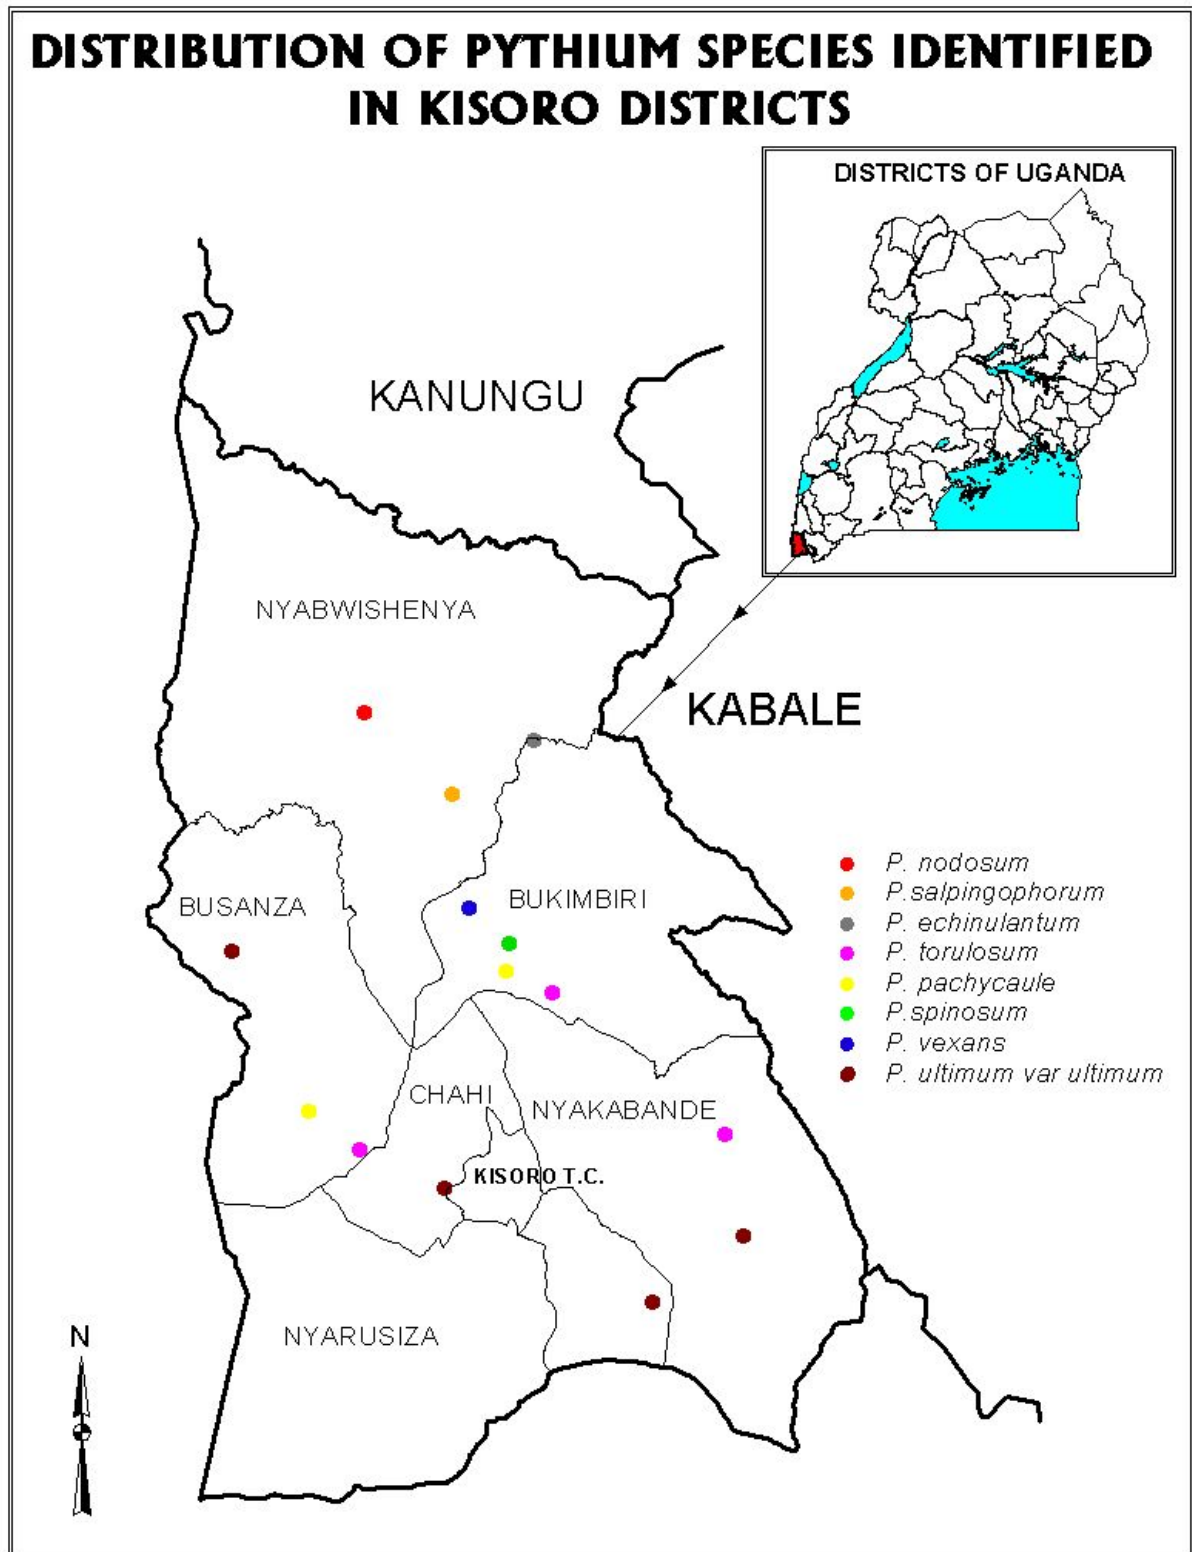 DISTRIBUTION OF PYTHIUM SPECIES IDENTIFIED
IN KISORO DISTRICTS
DISTRICTS OF UGANDA
KANUNGU
NYABWISHENYA
KABALE
BUSANZA
BUKIMBIRI
P. nodosum
P.salpingophorum
P. echinulantum
P. torulosum
P. pachycaule
P.spinosum
P. vexans
P. ultimum var ultimum
CHAHI
NYAKABANDE
KISORO T.C.
NYARUSIZA
N